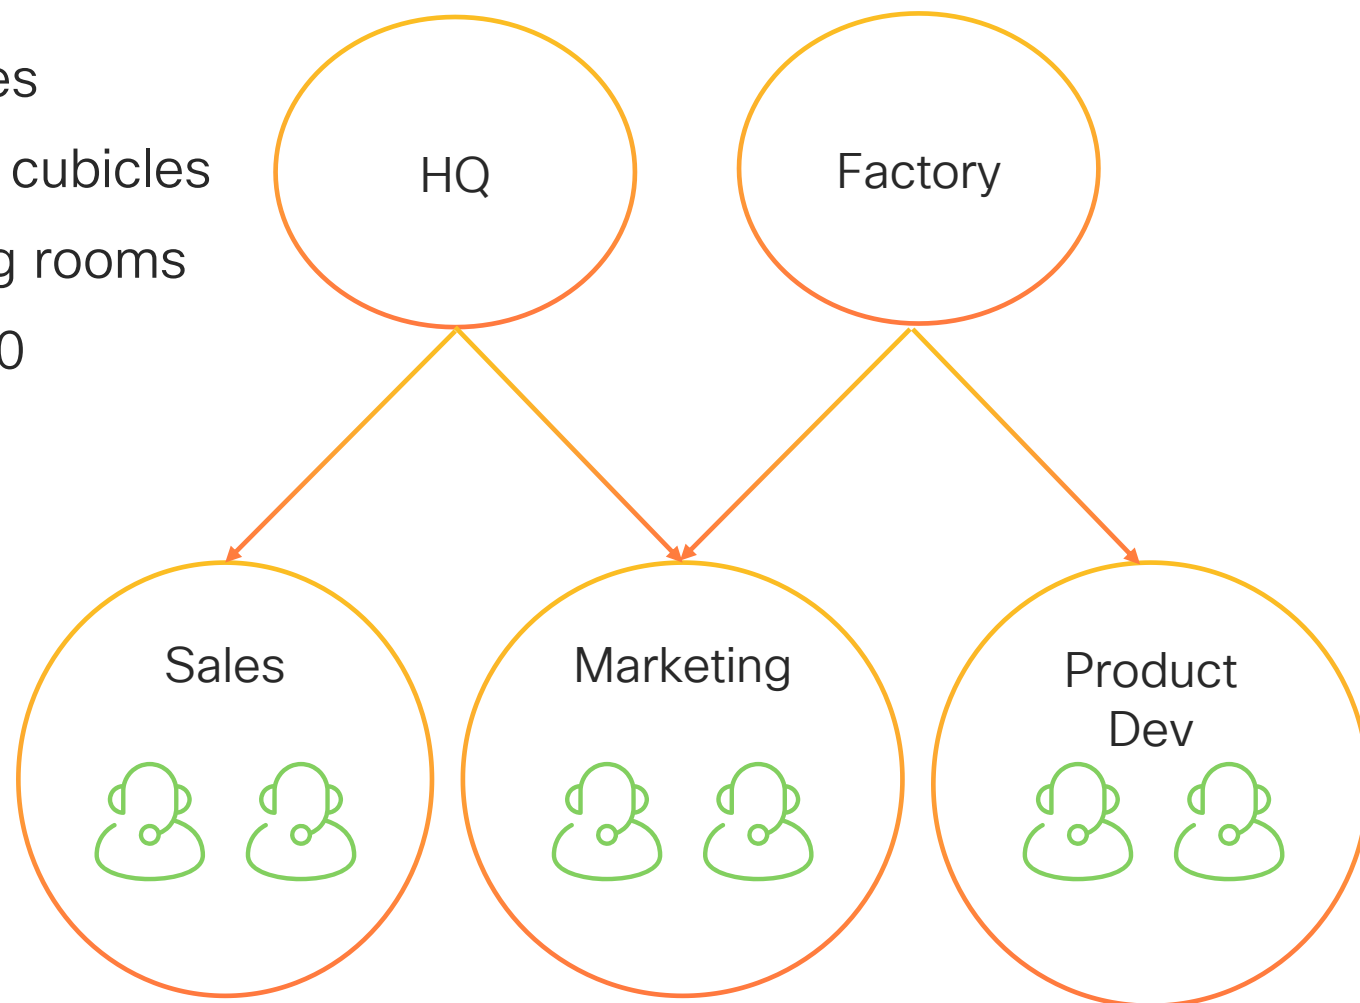 es
cubicles
g rooms
0
HQ
Factory
Sales
Marketing
Product
Dev